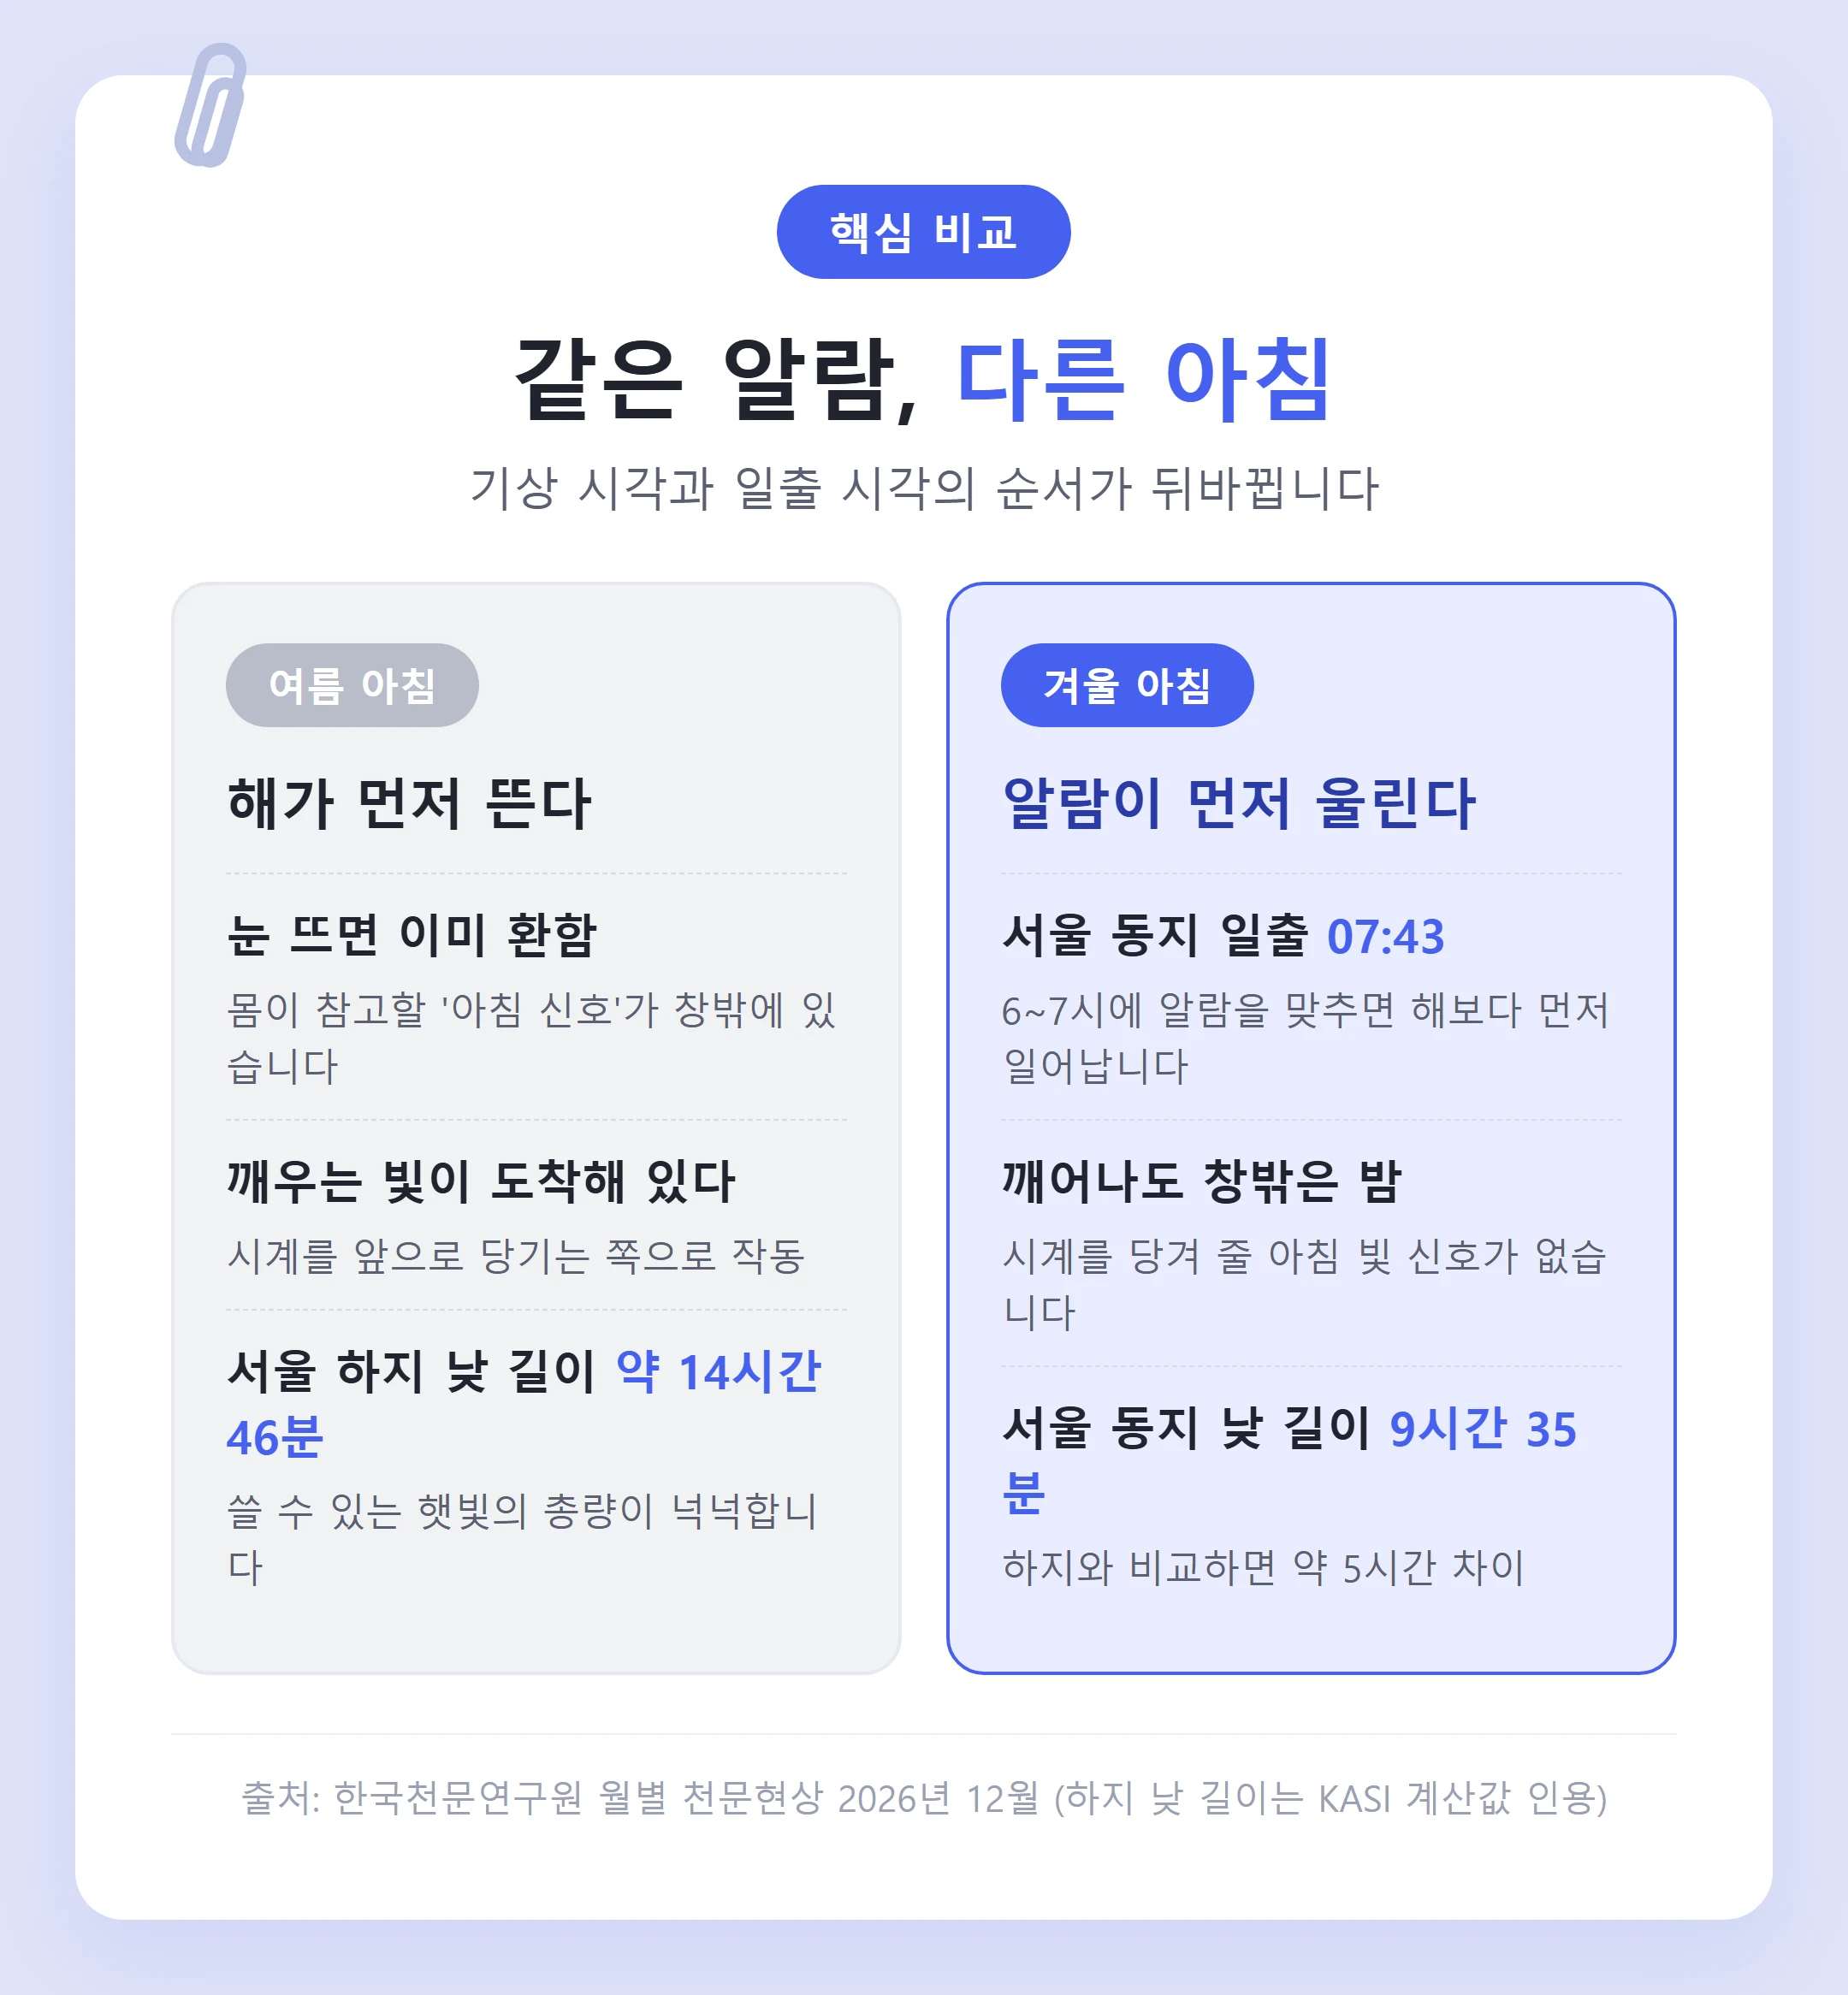 핵심 비교
같은 알람, 다른 아침
기상 시각과 일출 시각의 순서가 뒤바뀝니다
여름 아침
해가 먼저 뜬다
눈 뜨면 이미 환함
몸이 참고할 '아침 신호'가 창밖에 있
습니다
깨우는 빛이 도착해 있다
시계를 앞으로 당기는 쪽으로 작동
서울 하지 낮 길이 약 14시간
46분
쓸 수 있는 햇빛의 총량이 넉넉합니
다
겨울 아침
알람이 먼저 울린다
서울 동지 일출 07:43
6~7시에 알람을 맞추면 해보다 먼저
일어납니다
깨어나도 창밖은 밤
시계를 당겨 줄 아침 빛 신호가 없습
니다
서울 동지 낮 길이 9시간 35
분
하지와 비교하면 약 5시간 차이
출처: 한국천문연구원 월별 천문현상 2026년 12월 (하지 낮 길이는 KASI 계산값 인용)